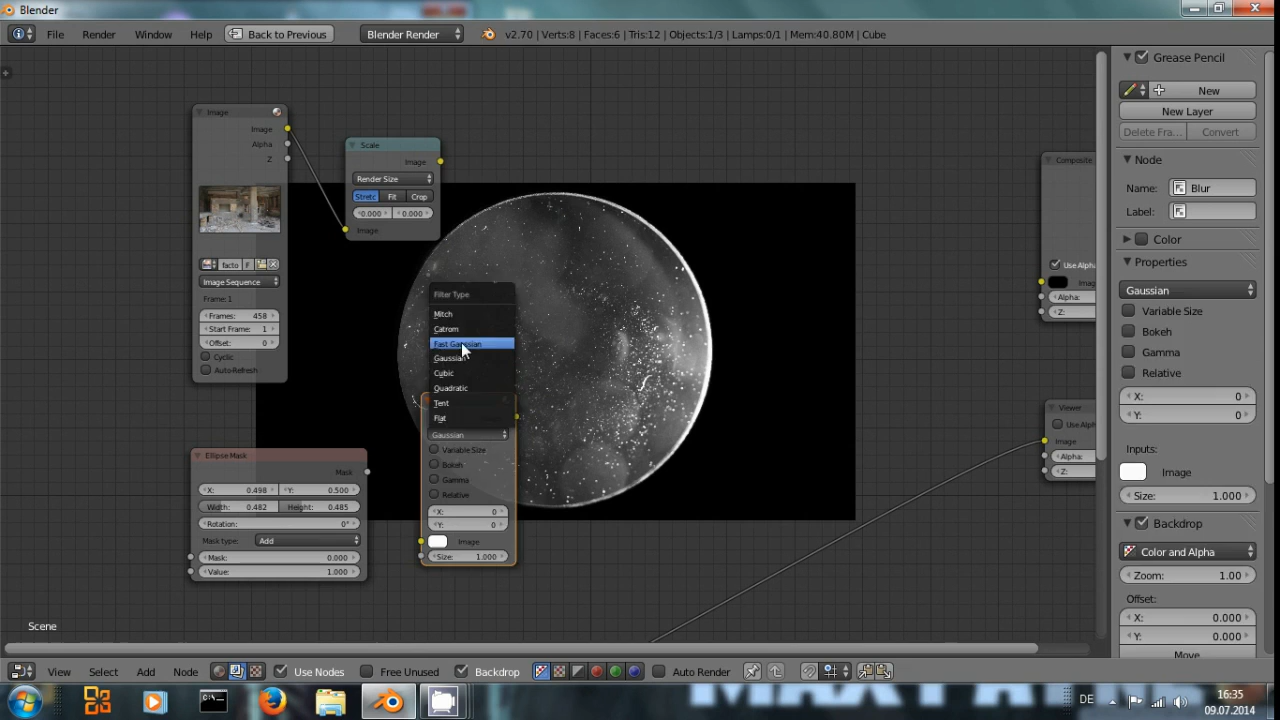 Blender
File Render Window Help Back to Previous Blender Render v2.70 | Verts:8 | Faces:6 | Tris:12 | Objects:1/3 | Lamps:0/1 | Mem:40.80M | Cube
Image
Image
Alpha
Z
facto F
Image Sequence
Frame: 1
Frames: 458
Start Frame: 1
Offset: 0
Cyclic
Auto-Refresh
Scale
Image
Render Size
Stretc Fit Crop
0.000 0.000
Image
Filter Type
Mitch
Catrom
Fast Gaussian
Gaussian
Cubic
Quadratic
Tent
Flat
Gaussian
Variable Size
Bokeh
Gamma
Relative
X: 0
Y: 0
Image
Size: 1.000
Ellipse Mask
Mask
X: 0.498 Y: 0.500
Width: 0.482 Height: 0.485
Rotation: 0°
Mask type: Add
Mask: 0.000
Value: 1.000
Composite
Use Alpha
Imag
Alpha:
Z:
Viewer
Use Alph
Image
Alpha:
Z:
Grease Pencil
New
New Layer
Delete Fra... Convert
Node
Name: Blur
Label:
Color
Properties
Gaussian
Variable Size
Bokeh
Gamma
Relative
X: 0
Y: 0
Inputs:
Image
Size: 1.000
Backdrop
Color and Alpha
Zoom: 1.00
Offset:
X: 0.000
Y: 0.000
Move
Scene
View Select Add Node Use Nodes Free Unused Backdrop Auto Render
DE 16:35
09.07.2014